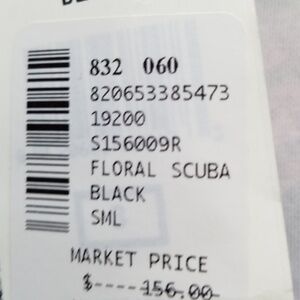 832 060
820653385473
19200
S156009R
FLORAL SCUBA
BLACK
SML
MARKET PRICE
$----156.00